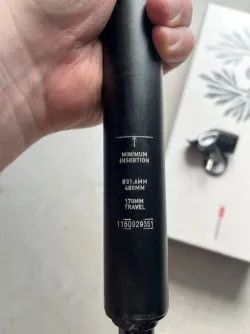 MINIMUM
INSERTION
Ø31.6MM
480MM
170MM
TRAVEL
1150029351